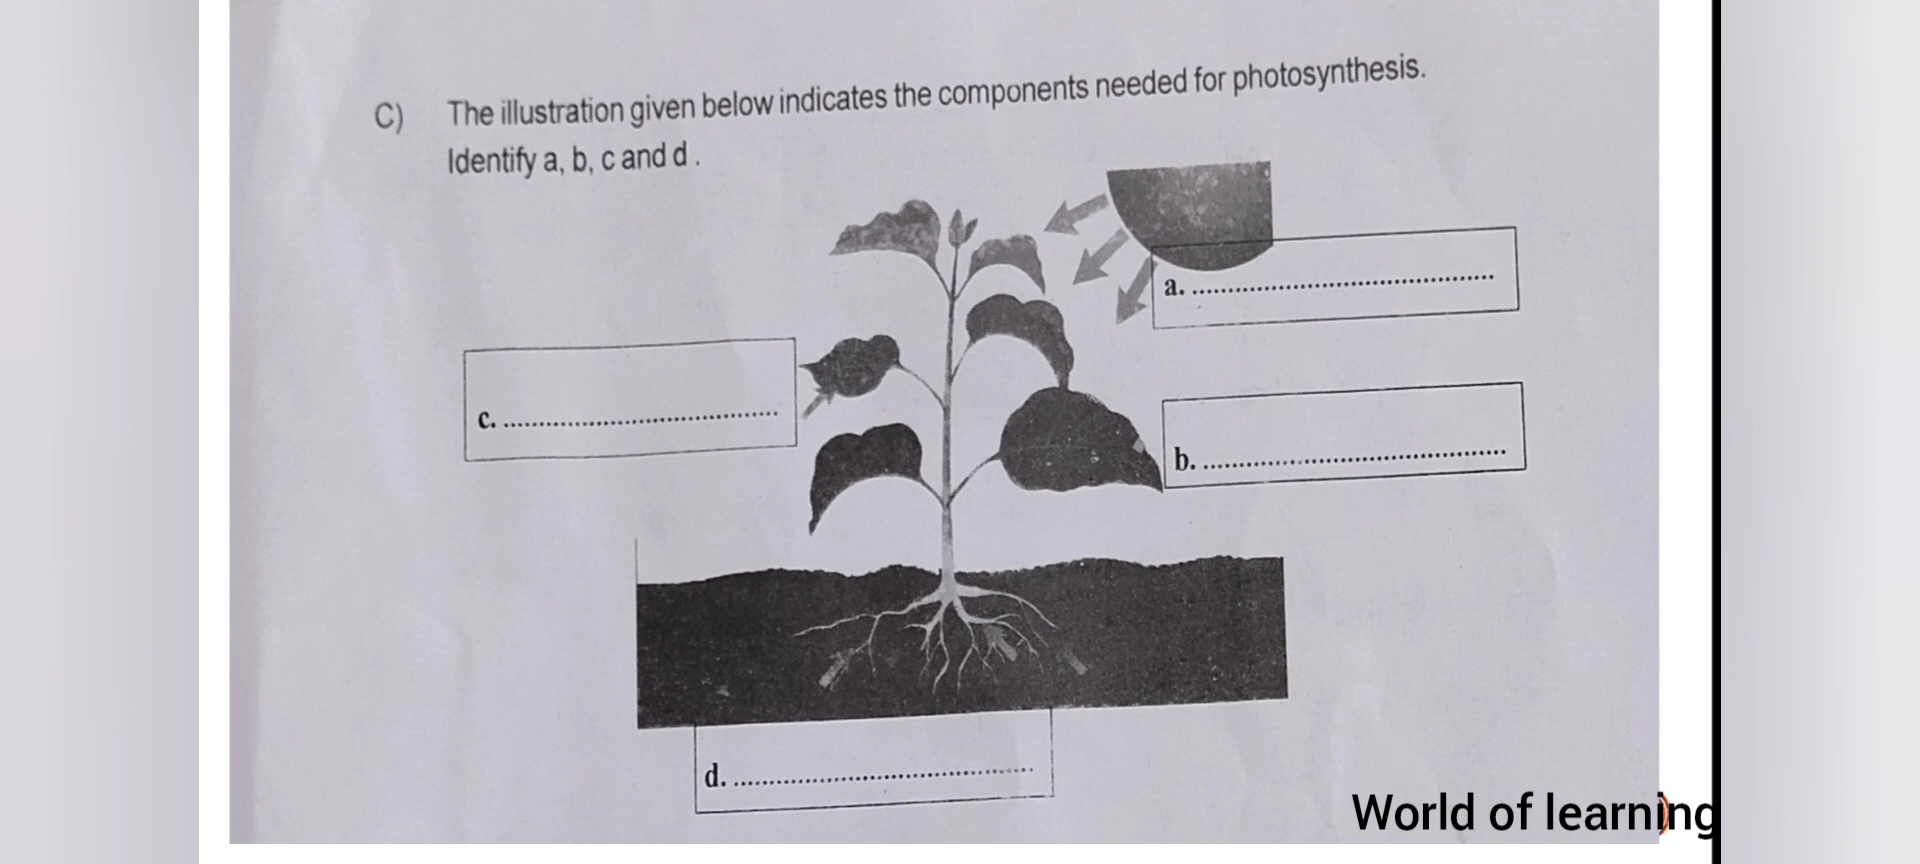 C) The illustration given below indicates the components needed for photosynthesis.
Identify a, b, c and d .
a. ..........................................
c. ......................................
b. ..........................................
d. ..........................................
World of learning